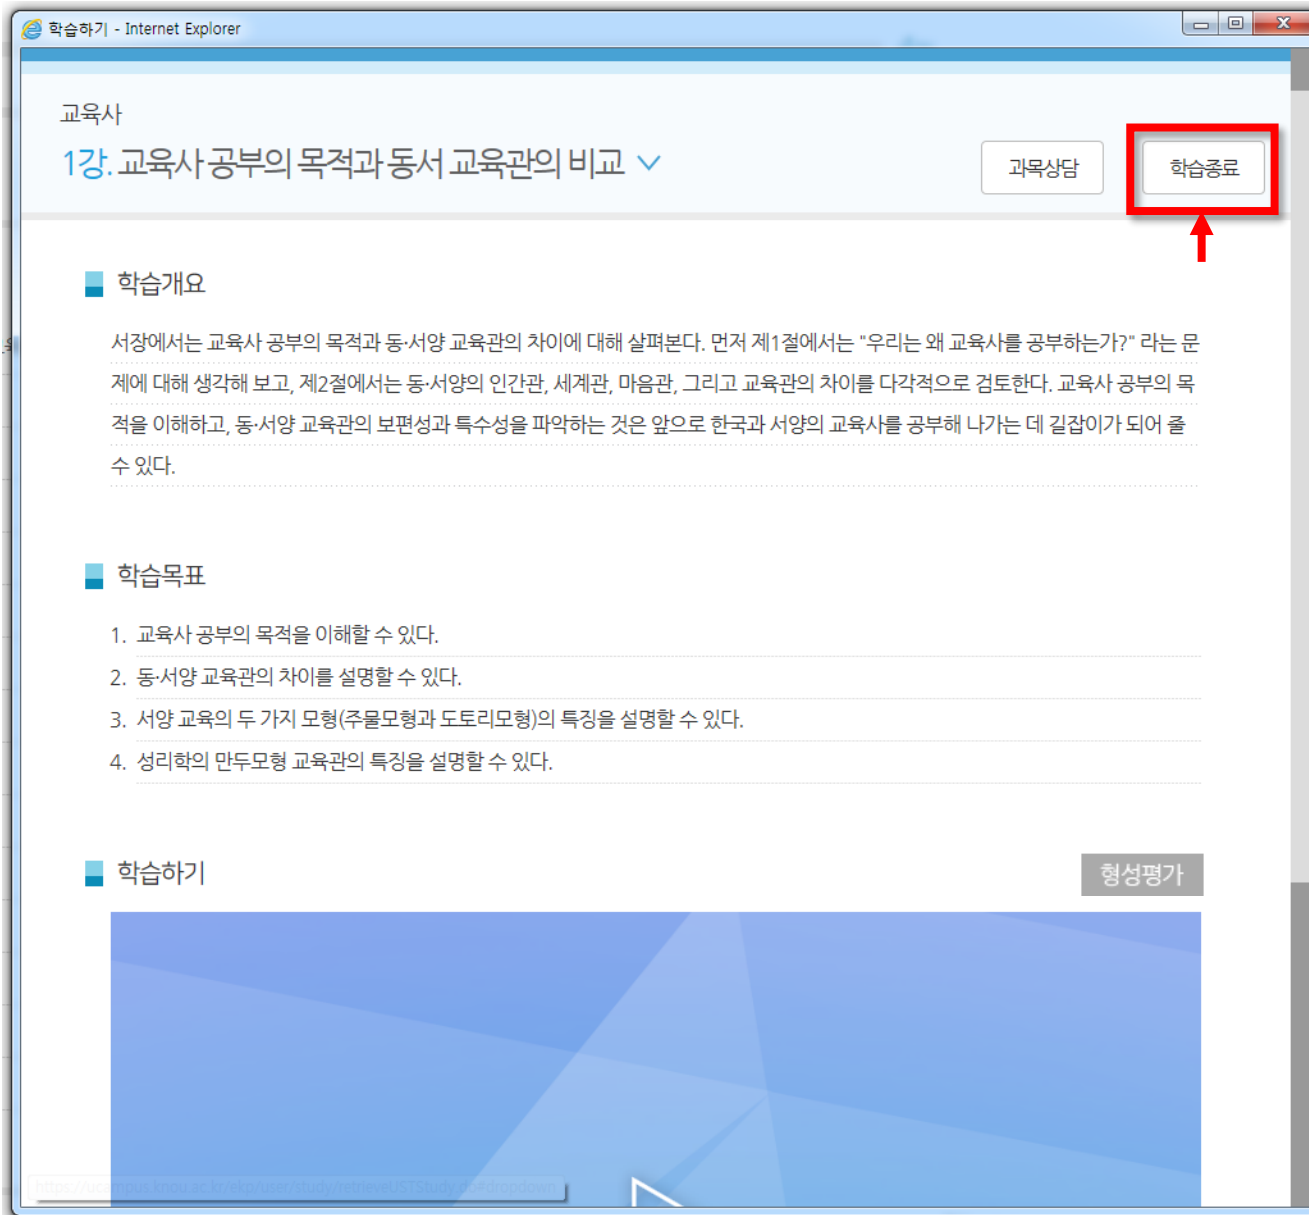 학습하기 - Internet Explorer
교육사
1강. 교육사 공부의 목적과 동서 교육관의 비교
과목상담
학습종료
학습개요
서장에서는 교육사 공부의 목적과 동·서양 교육관의 차이에 대해 살펴본다. 먼저 제1절에서는 "우리는 왜 교육사를 공부하는가?" 라는 문
제에 대해 생각해 보고, 제2절에서는 동·서양의 인간관, 세계관, 마음관, 그리고 교육관의 차이를 다각적으로 검토한다. 교육사 공부의 목
적을 이해하고, 동·서양 교육관의 보편성과 특수성을 파악하는 것은 앞으로 한국과 서양의 교육사를 공부해 나가는 데 길잡이가 되어 줄
수 있다.
학습목표
1. 교육사 공부의 목적을 이해할 수 있다.
2. 동·서양 교육관의 차이를 설명할 수 있다.
3. 서양 교육의 두 가지 모형(주물모형과 도토리모형)의 특징을 설명할 수 있다.
4. 성리학의 만두모형 교육관의 특징을 설명할 수 있다.
학습하기
형성평가